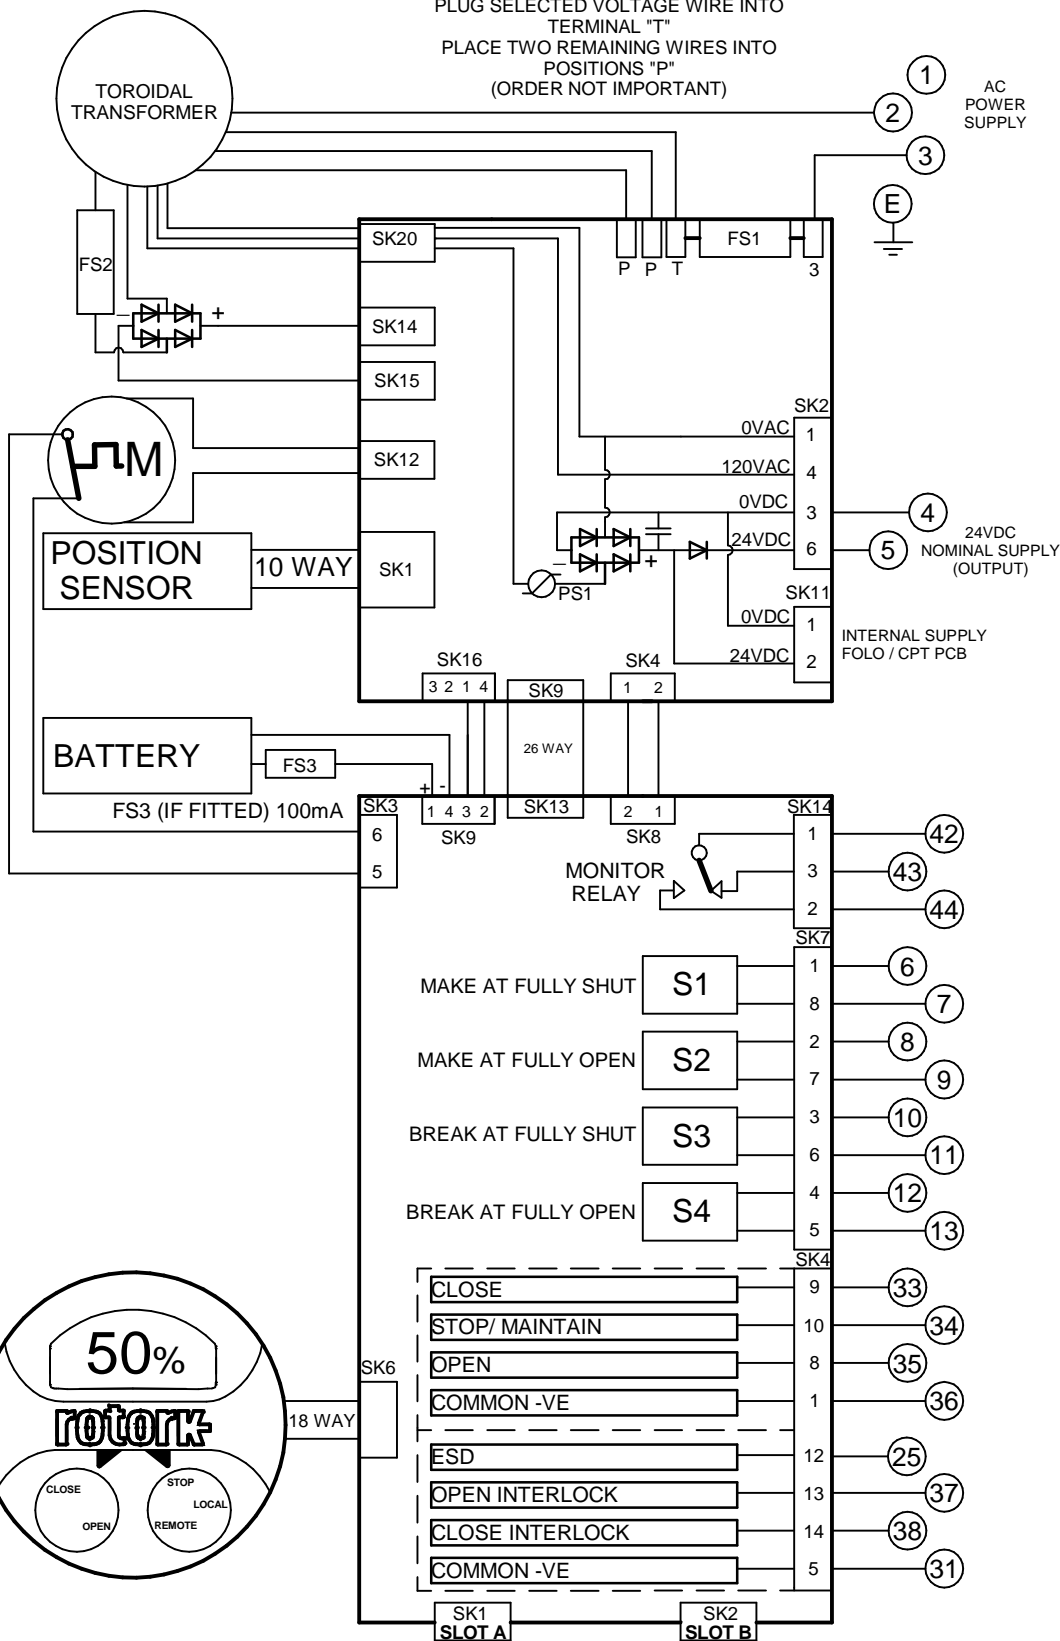 PLUG SELECTED VOLTAGE WIRE INTO
TERMINAL "T"
PLACE TWO REMAINING WIRES INTO
POSITIONS "P"
(ORDER NOT IMPORTANT)
TOROIDAL
TRANSFORMER
1
2
3
E
AC
POWER
SUPPLY
FS2
SK20
P P T
FS1
3
− +
SK14
SK15
SK12
M
POSITION
SENSOR
10 WAY
SK1
SK2
0VAC 1
120VAC 4
0VDC 3
24VDC 6
4
5
24VDC
NOMINAL SUPPLY
(OUTPUT)
− +
PS1
SK11
0VDC 1
24VDC 2
INTERNAL SUPPLY
FOLO / CPT PCB
SK16
3 2 1 4
SK9
SK4
1 2
26 WAY
BATTERY
FS3
+ -
FS3 (IF FITTED) 100mA
SK3
6
5
1 4 3 2
SK9
SK13
2 1
SK8
SK14
MONITOR
RELAY
1 42
3 43
2 44
SK7
MAKE AT FULLY SHUT S1
1 6
8 7
MAKE AT FULLY OPEN S2
2 8
7 9
BREAK AT FULLY SHUT S3
3 10
6 11
BREAK AT FULLY OPEN S4
4 12
5 13
SK4
CLOSE 9 33
STOP/ MAINTAIN 10 34
OPEN 8 35
COMMON -VE 1 36
ESD 12 25
OPEN INTERLOCK 13 37
CLOSE INTERLOCK 14 38
COMMON -VE 5 31
50%
rotork
CLOSE
OPEN
STOP
LOCAL
REMOTE
18 WAY
SK6
SK1
SLOT A
SK2
SLOT B